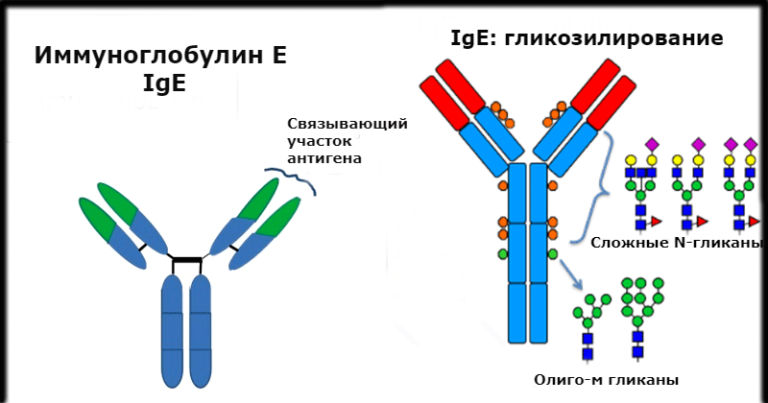 Иммуноглобулин Е
IgE
Связывающий
участок
антигена
IgE: гликозилирование
Сложные N-гликаны
Олиго-м гликаны